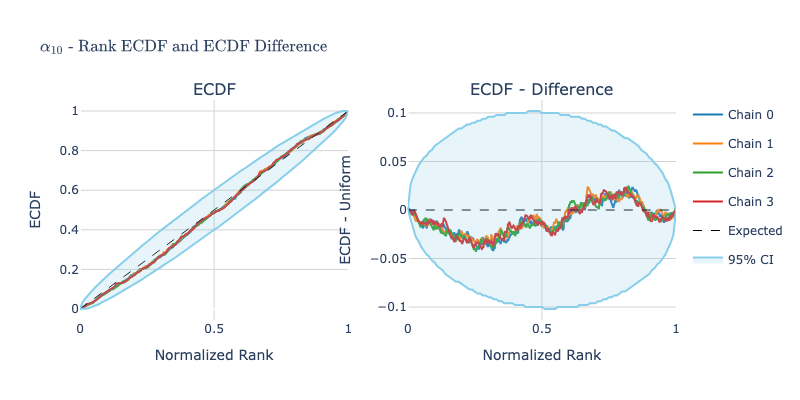 α₁₀ - Rank ECDF and ECDF Difference
ECDF
ECDF - Difference
1
0.8
0.6
0.4
0.2
0
ECDF
0
0.5
1
Normalized Rank
0.1
0.05
0
−0.05
−0.1
ECDF - Uniform
0
0.5
1
Normalized Rank
Chain 0
Chain 1
Chain 2
Chain 3
Expected
95% CI